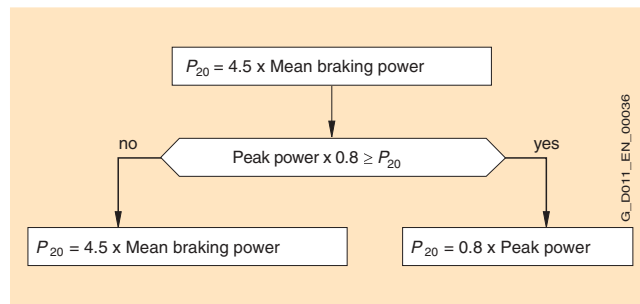 P20 = 4.5 x Mean braking power
no
Peak power x 0.8 ≥ P20
yes
P20 = 4.5 x Mean braking power
P20 = 0.8 x Peak power
G_D011_EN_00036